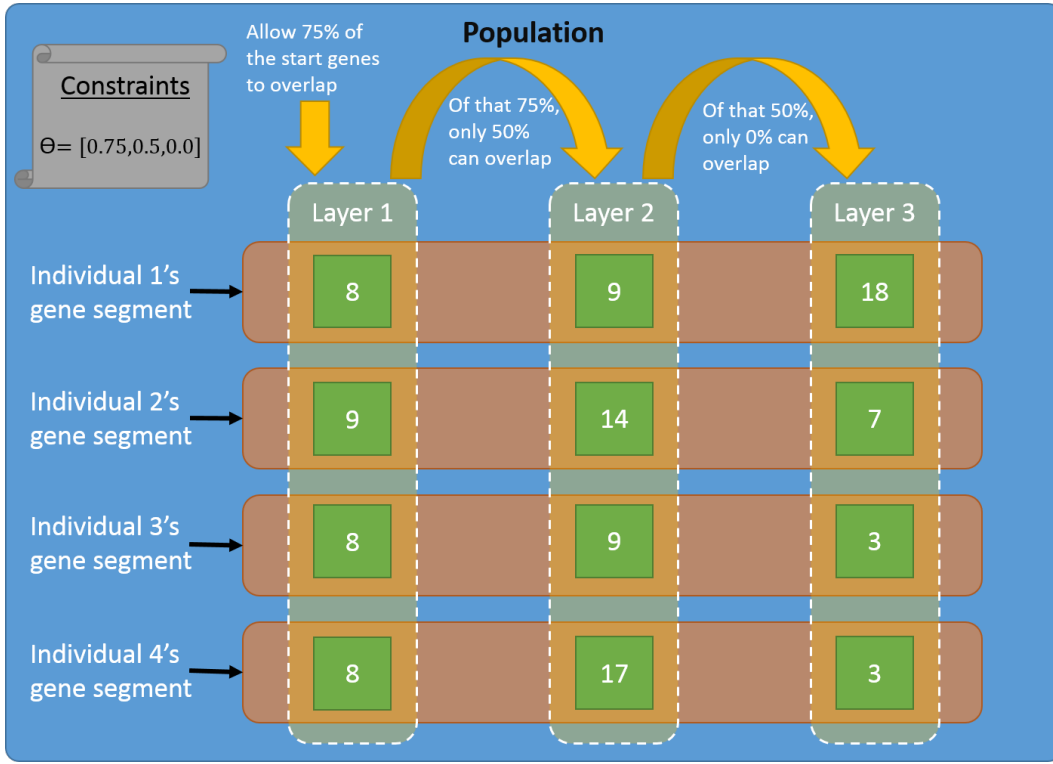 Population
Constraints
Ɵ= [0.75,0.5,0.0]
Allow 75% of
the start genes
to overlap
Of that 75%,
only 50%
can overlap
Of that 50%,
only 0% can
overlap
Layer 1
Layer 2
Layer 3
Individual 1’s
gene segment
8
9
18
Individual 2’s
gene segment
9
14
7
Individual 3’s
gene segment
8
9
3
Individual 4’s
gene segment
8
17
3